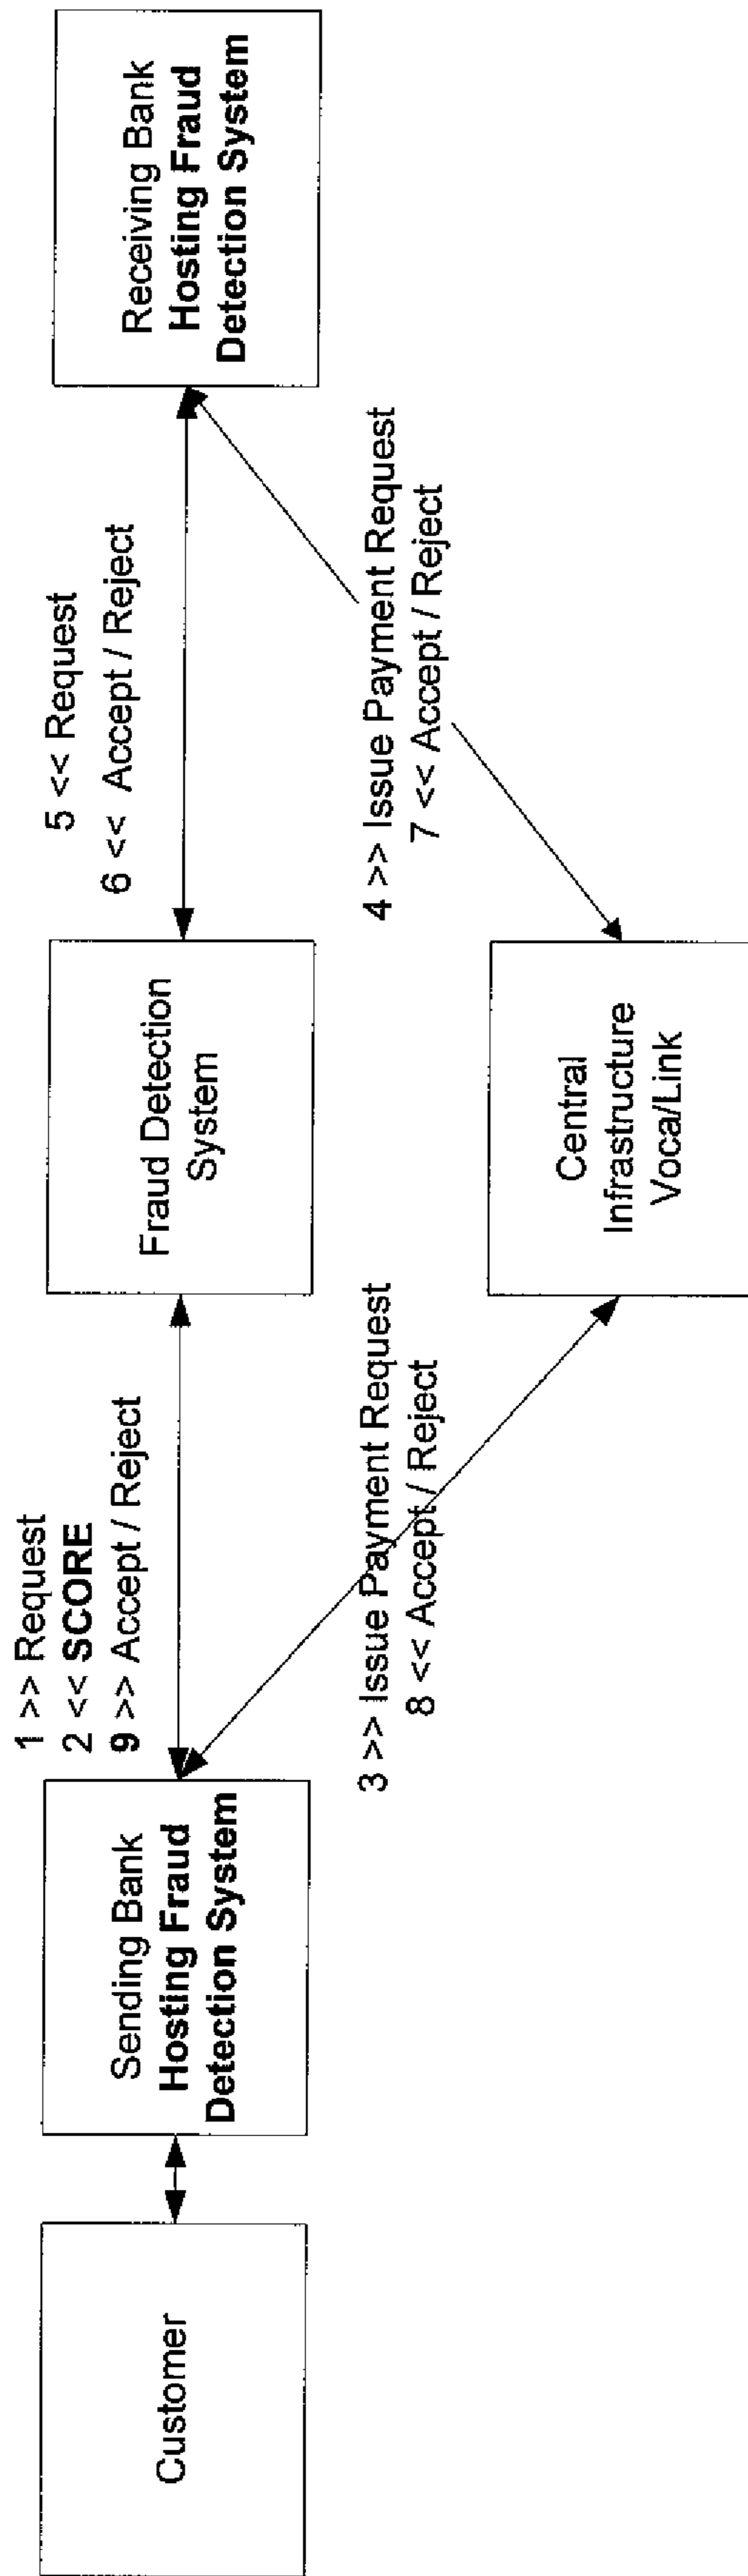 Customer
Sending Bank
Hosting Fraud
Detection System
1 >> Request
2 << SCORE
9 >> Accept / Reject
3 >> Issue Payment Request
8 << Accept / Reject
Fraud Detection
System
Central
Infrastructure
Voca/Link
5 << Request
6 << Accept / Reject
4 >> Issue Payment Request
7 << Accept / Reject
Receiving Bank
Hosting Fraud
Detection System